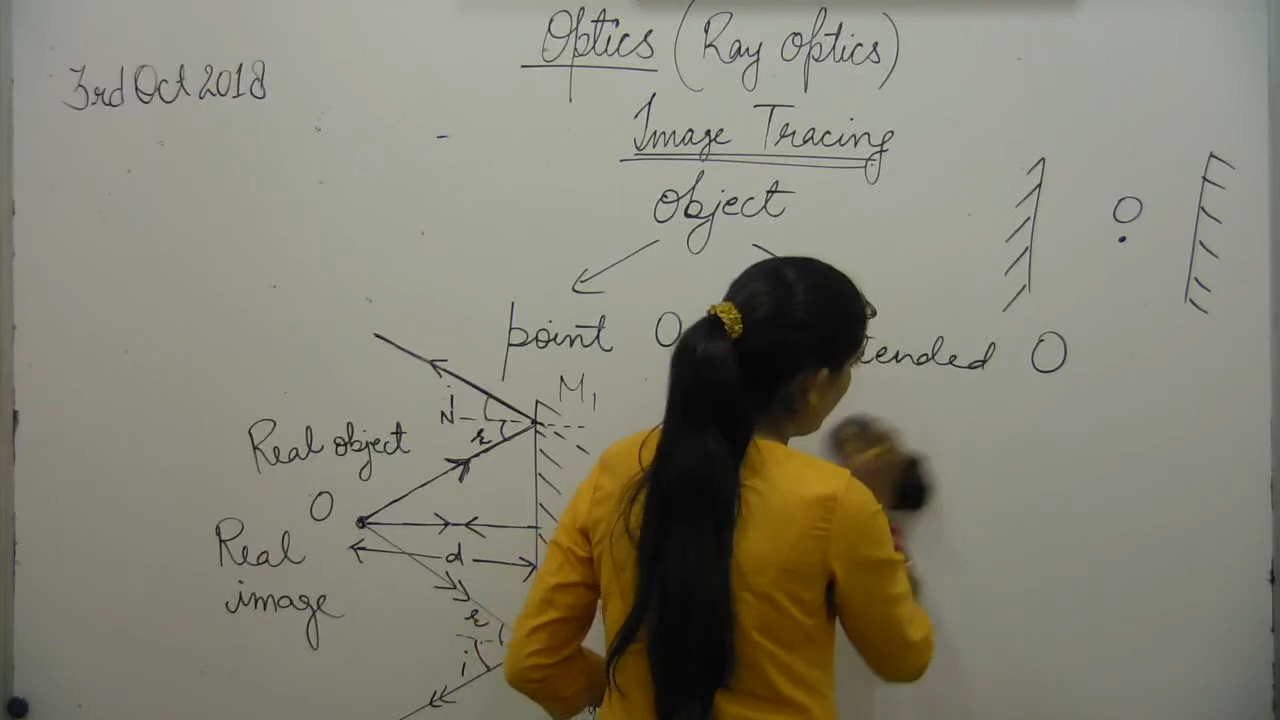 3rd Oct 2018
Optics (Ray Optics)
Image Tracing
Object
point O
tended O
O
M1
i
N
r
Real object
O
Real
image
d
r
i